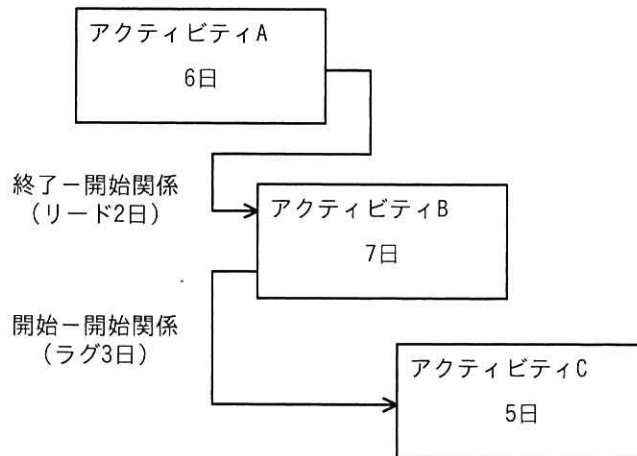 アクティビティA
6日
終了－開始関係
（リード2日）
アクティビティB
7日
開始－開始関係
（ラグ3日）
アクティビティC
5日